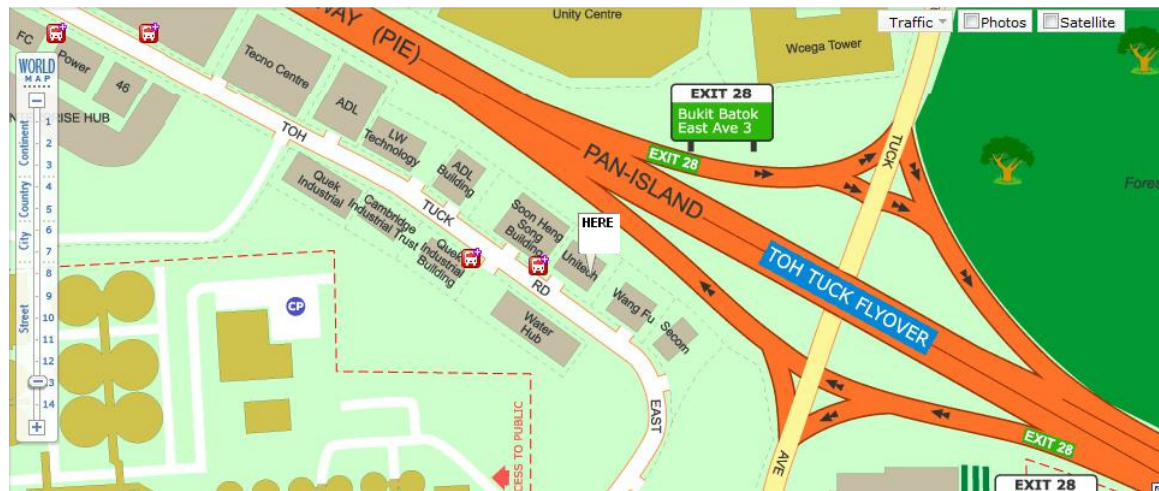 WAY (PIE)
Unity Centre
Traffic
Photos
Satellite
FC
Power
46
Tecno Centre
ADL
Wcega Tower
WORLD
MAP
RISE HUB
1
2
3
4
5
6
7
8
9
10
11
12
13
14
Continent
Country
City
Street
TOH
LW
Technology
ADL
Building
EXIT 28
Bukit Batok
East Ave 3
EXIT 28
TUCK
PAN-ISLAND
Quek
Industrial
Cambridge
Industrial
Trust
TUCK
Quek
Industrial
Building
Soon Heng
Song
Building
HERE
Unitech
RD
Wang Fu
Secom
Water
Hub
TOH TUCK FLYOVER
CP
EAST
CESS TO PUBLIC
AVE
EXIT 28
EXIT 28